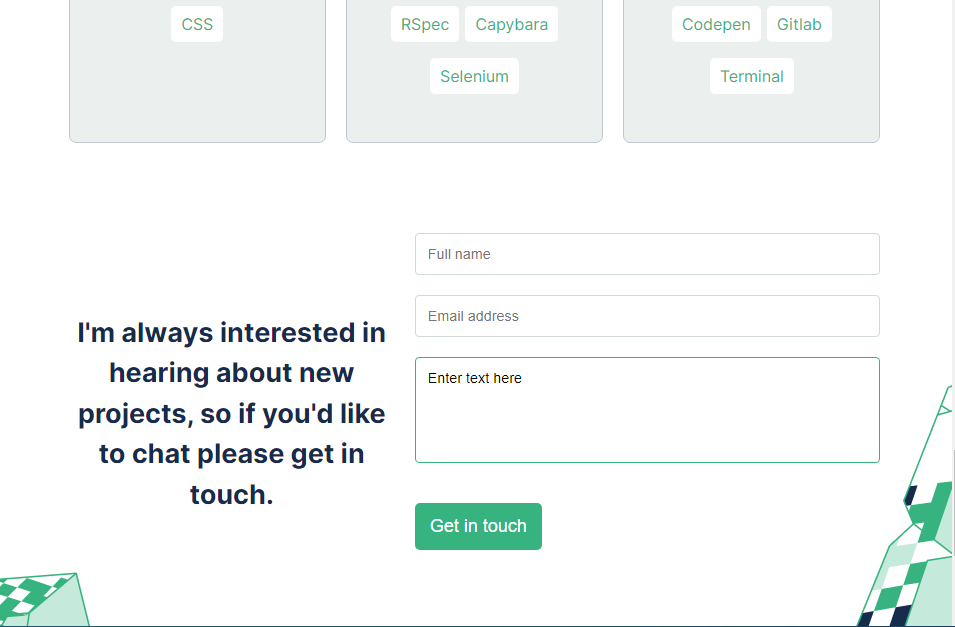 CSS
RSpec Capybara
Selenium
Codepen Gitlab
Terminal
I'm always interested in
hearing about new
projects, so if you'd like
to chat please get in
touch.
Full name
Email address
Enter text here
Get in touch